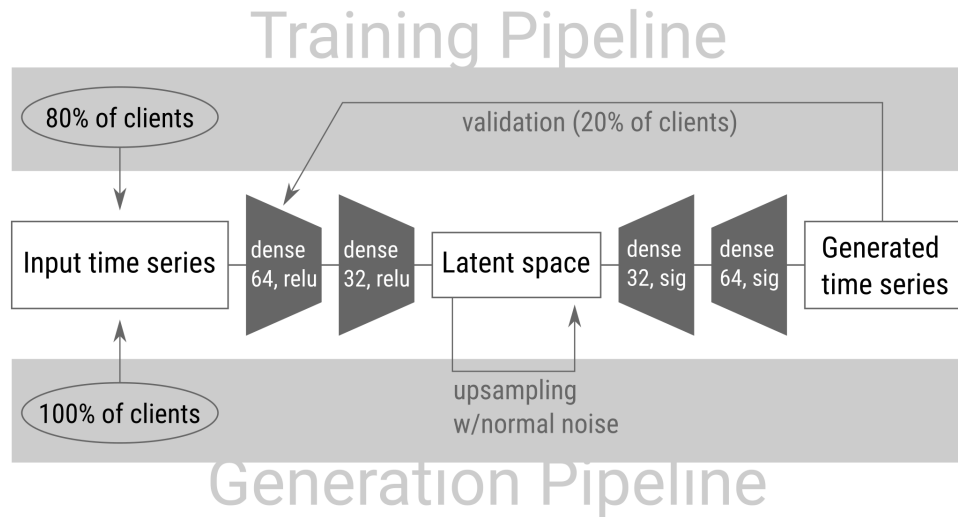 Training Pipeline
80% of clients
validation (20% of clients)
Input time series
dense
64, relu
dense
32, relu
Latent space
dense
32, sig
dense
64, sig
Generated
time series
100% of clients
upsampling
w/normal noise
Generation Pipeline